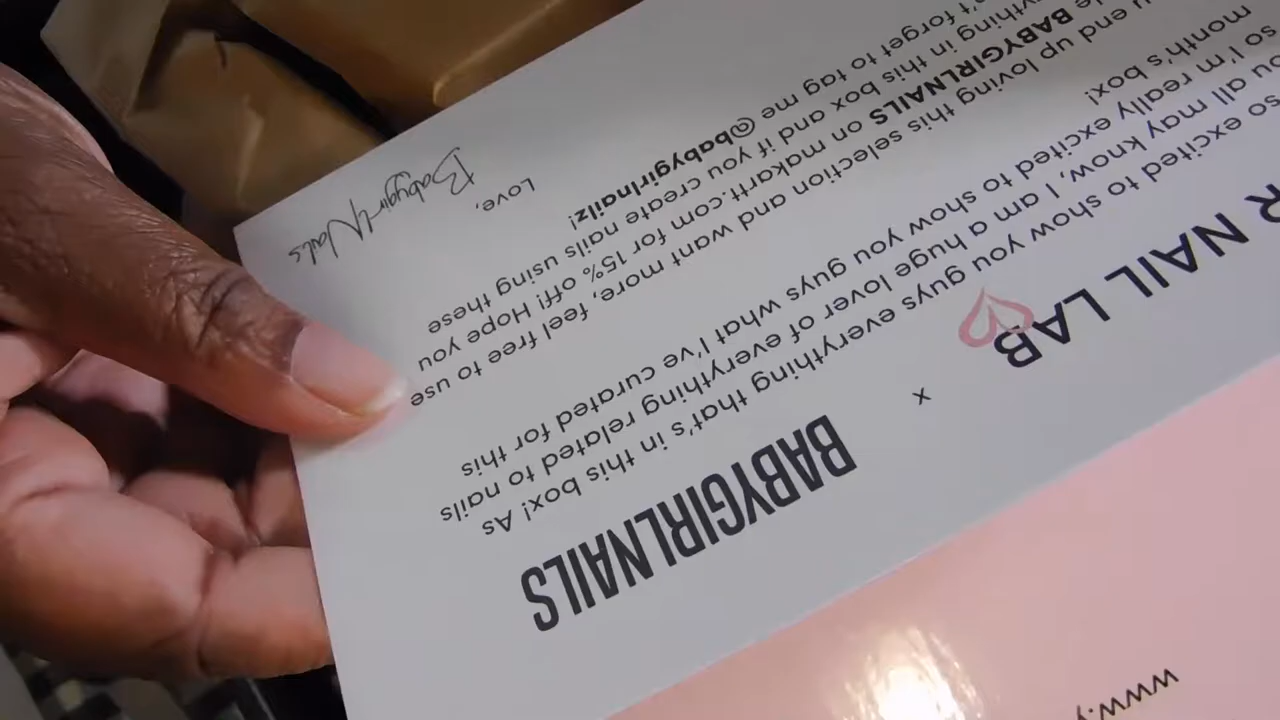 R NAIL LAB x BABYGIRLNAILS
so excited to show you guys everything that's in this box! As
ou all may know, I am a huge lover of everything related to nails
so I'm really excited to show you guys what I've curated for this
month's box!
u end up loving this selection and want more, feel free to use
e BABYGIRLNAILS on makartt.com for 15% off! Hope you
ything in this box and if you create nails using these
't forget to tag me @babygirlnailz!
Love,
BabygirlNails
www.